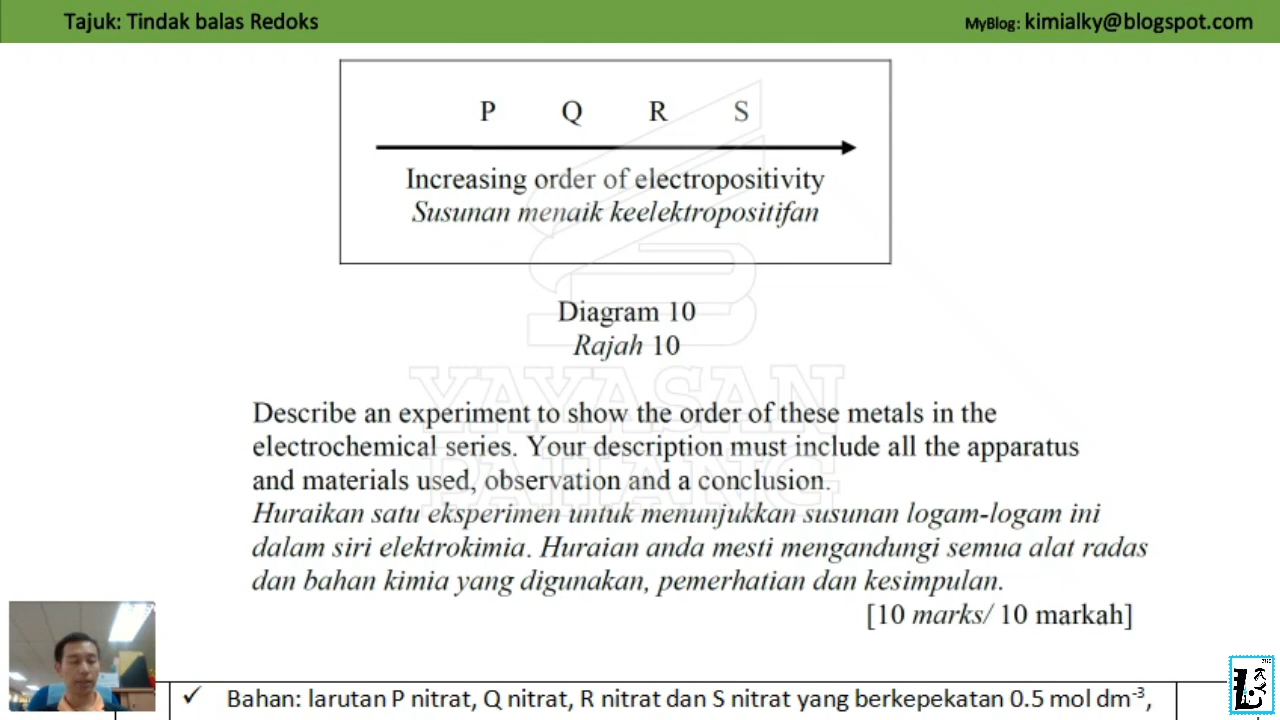 Tajuk: Tindak balas Redoks
MyBlog: kimialky@blogspot.com
P Q R S
Increasing order of electropositivity
Susunan menaik keelektropositifan
Diagram 10
Rajah 10
YAYASAN
PAHANG
Describe an experiment to show the order of these metals in the
electrochemical series. Your description must include all the apparatus
and materials used, observation and a conclusion.
Huraikan satu eksperimen untuk menunjukkan susunan logam-logam ini
dalam siri elektrokimia. Huraian anda mesti mengandungi semua alat radas
dan bahan kimia yang digunakan, pemerhatian dan kesimpulan.
[10 marks/ 10 markah]
✓ Bahan: larutan P nitrat, Q nitrat, R nitrat dan S nitrat yang berkepekatan 0.5 mol dm⁻³,